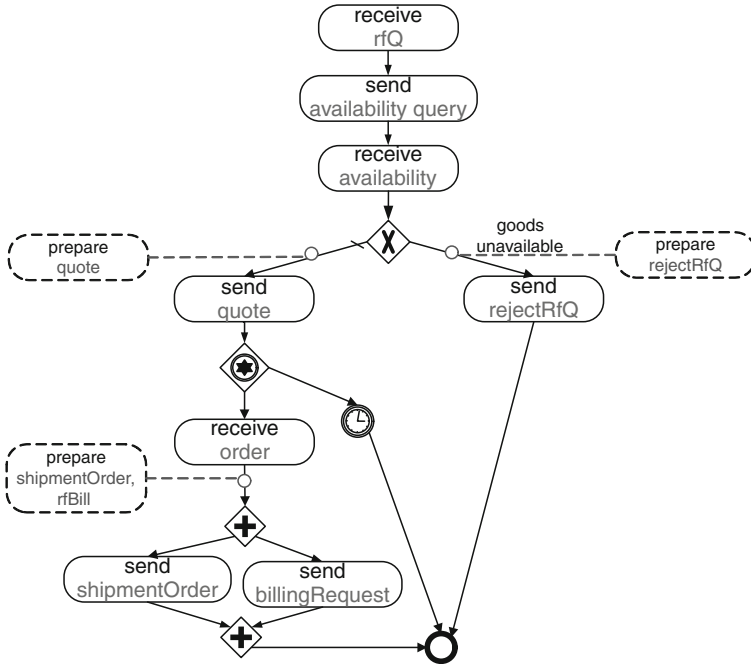 receive
rfQ
send
availability query
receive
availability
goods
unavailable
prepare
quote
prepare
rejectRfQ
send
quote
send
rejectRfQ
receive
order
prepare
shipmentOrder,
rfBill
send
shipmentOrder
send
billingRequest